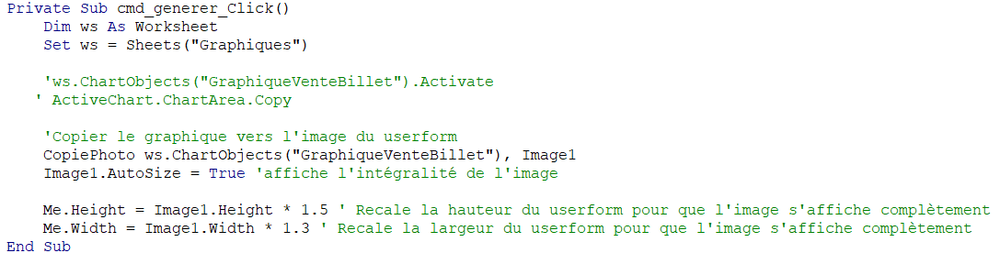 Private Sub cmd_generer_Click()
    Dim ws As Worksheet
    Set ws = Sheets("Graphiques")

    'ws.ChartObjects("GraphiqueVenteBillet").Activate
   ' ActiveChart.ChartArea.Copy

    'Copier le graphique vers l'image du userform
    CopiePhoto ws.ChartObjects("GraphiqueVenteBillet"), Image1
    Image1.AutoSize = True 'affiche l'intégralité de l'image

    Me.Height = Image1.Height * 1.5 ' Recale la hauteur du userform pour que l'image s'affiche complètement
    Me.Width = Image1.Width * 1.3 ' Recale la largeur du userform pour que l'image s'affiche complètement
End Sub